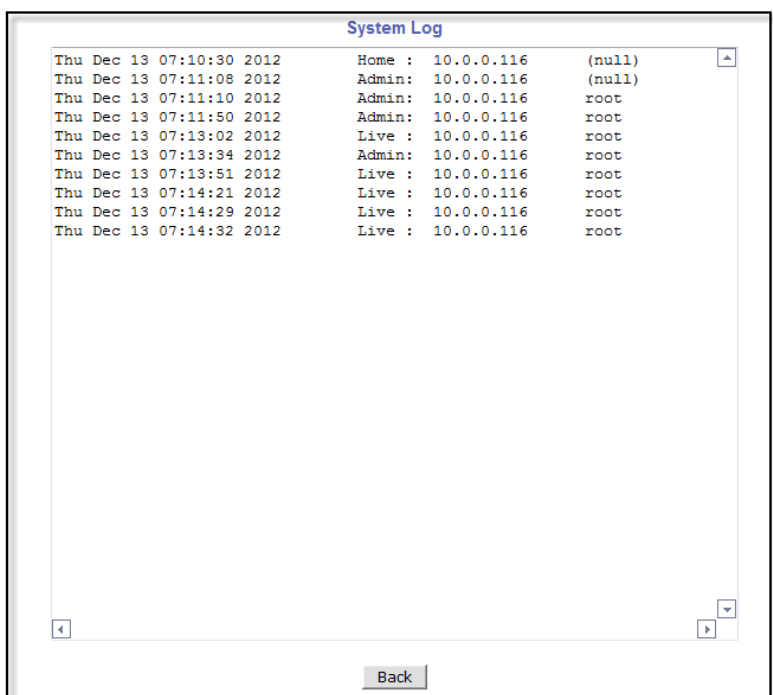 System Log
Thu Dec 13 07:10:30 2012 Home : 10.0.0.116 (null)
Thu Dec 13 07:11:08 2012 Admin: 10.0.0.116 (null)
Thu Dec 13 07:11:10 2012 Admin: 10.0.0.116 root
Thu Dec 13 07:11:50 2012 Admin: 10.0.0.116 root
Thu Dec 13 07:13:02 2012 Live : 10.0.0.116 root
Thu Dec 13 07:13:34 2012 Admin: 10.0.0.116 root
Thu Dec 13 07:13:51 2012 Live : 10.0.0.116 root
Thu Dec 13 07:14:21 2012 Live : 10.0.0.116 root
Thu Dec 13 07:14:29 2012 Live : 10.0.0.116 root
Thu Dec 13 07:14:32 2012 Live : 10.0.0.116 root
Back